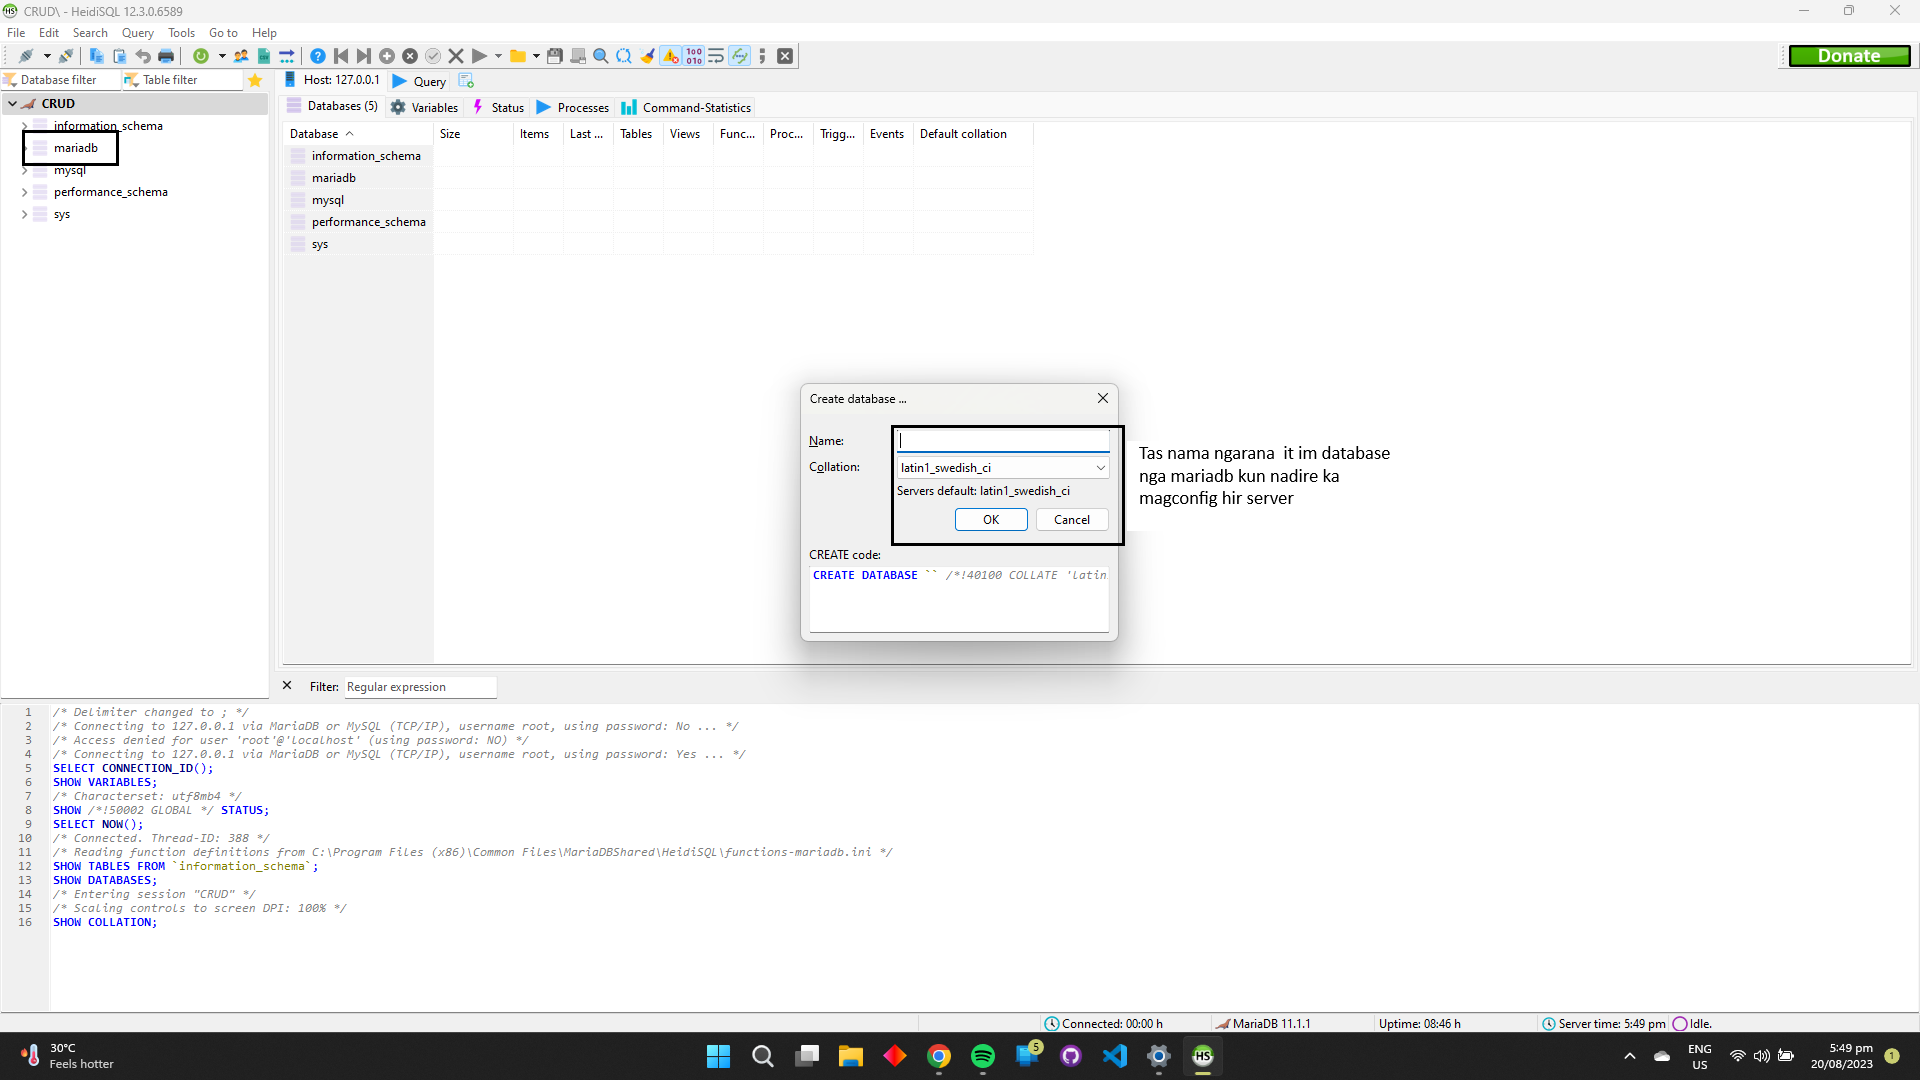 CRUD\ - HeidiSQL 12.3.0.6589
File Edit Search Query Tools Go to Help
Donate
Database filter Table filter
Host: 127.0.0.1 Query
CRUD
information_schema
mariadb
mysql
performance_schema
sys
Databases (5) Variables Status Processes Command-Statistics
Database Size Items Last ... Tables Views Func... Proc... Trigg... Events Default collation
information_schema
mariadb
mysql
performance_schema
sys
Create database ...
Name:
Collation: latin1_swedish_ci
Servers default: latin1_swedish_ci
OK Cancel
CREATE code:
CREATE DATABASE `` /*!40100 COLLATE 'latin
Tas nama ngarana it im database
nga mariadb kun nadire ka
magconfig hir server
Filter: Regular expression
1 /* Delimiter changed to ; */
2 /* Connecting to 127.0.0.1 via MariaDB or MySQL (TCP/IP), username root, using password: No ... */
3 /* Access denied for user 'root'@'localhost' (using password: NO) */
4 /* Connecting to 127.0.0.1 via MariaDB or MySQL (TCP/IP), username root, using password: Yes ... */
5 SELECT CONNECTION_ID();
6 SHOW VARIABLES;
7 /* Characterset: utf8mb4 */
8 SHOW /*!50002 GLOBAL */ STATUS;
9 SELECT NOW();
10 /* Connected. Thread-ID: 388 */
11 /* Reading function definitions from C:\Program Files (x86)\Common Files\MariaDBShared\HeidiSQL\functions-mariadb.ini */
12 SHOW TABLES FROM `information_schema`;
13 SHOW DATABASES;
14 /* Entering session "CRUD" */
15 /* Scaling controls to screen DPI: 100% */
16 SHOW COLLATION;
Connected: 00:00 h MariaDB 11.1.1 Uptime: 08:46 h Server time: 5:49 pm Idle.
30°C
Feels hotter
5
HS
ENG
US
5:49 pm
20/08/2023
1